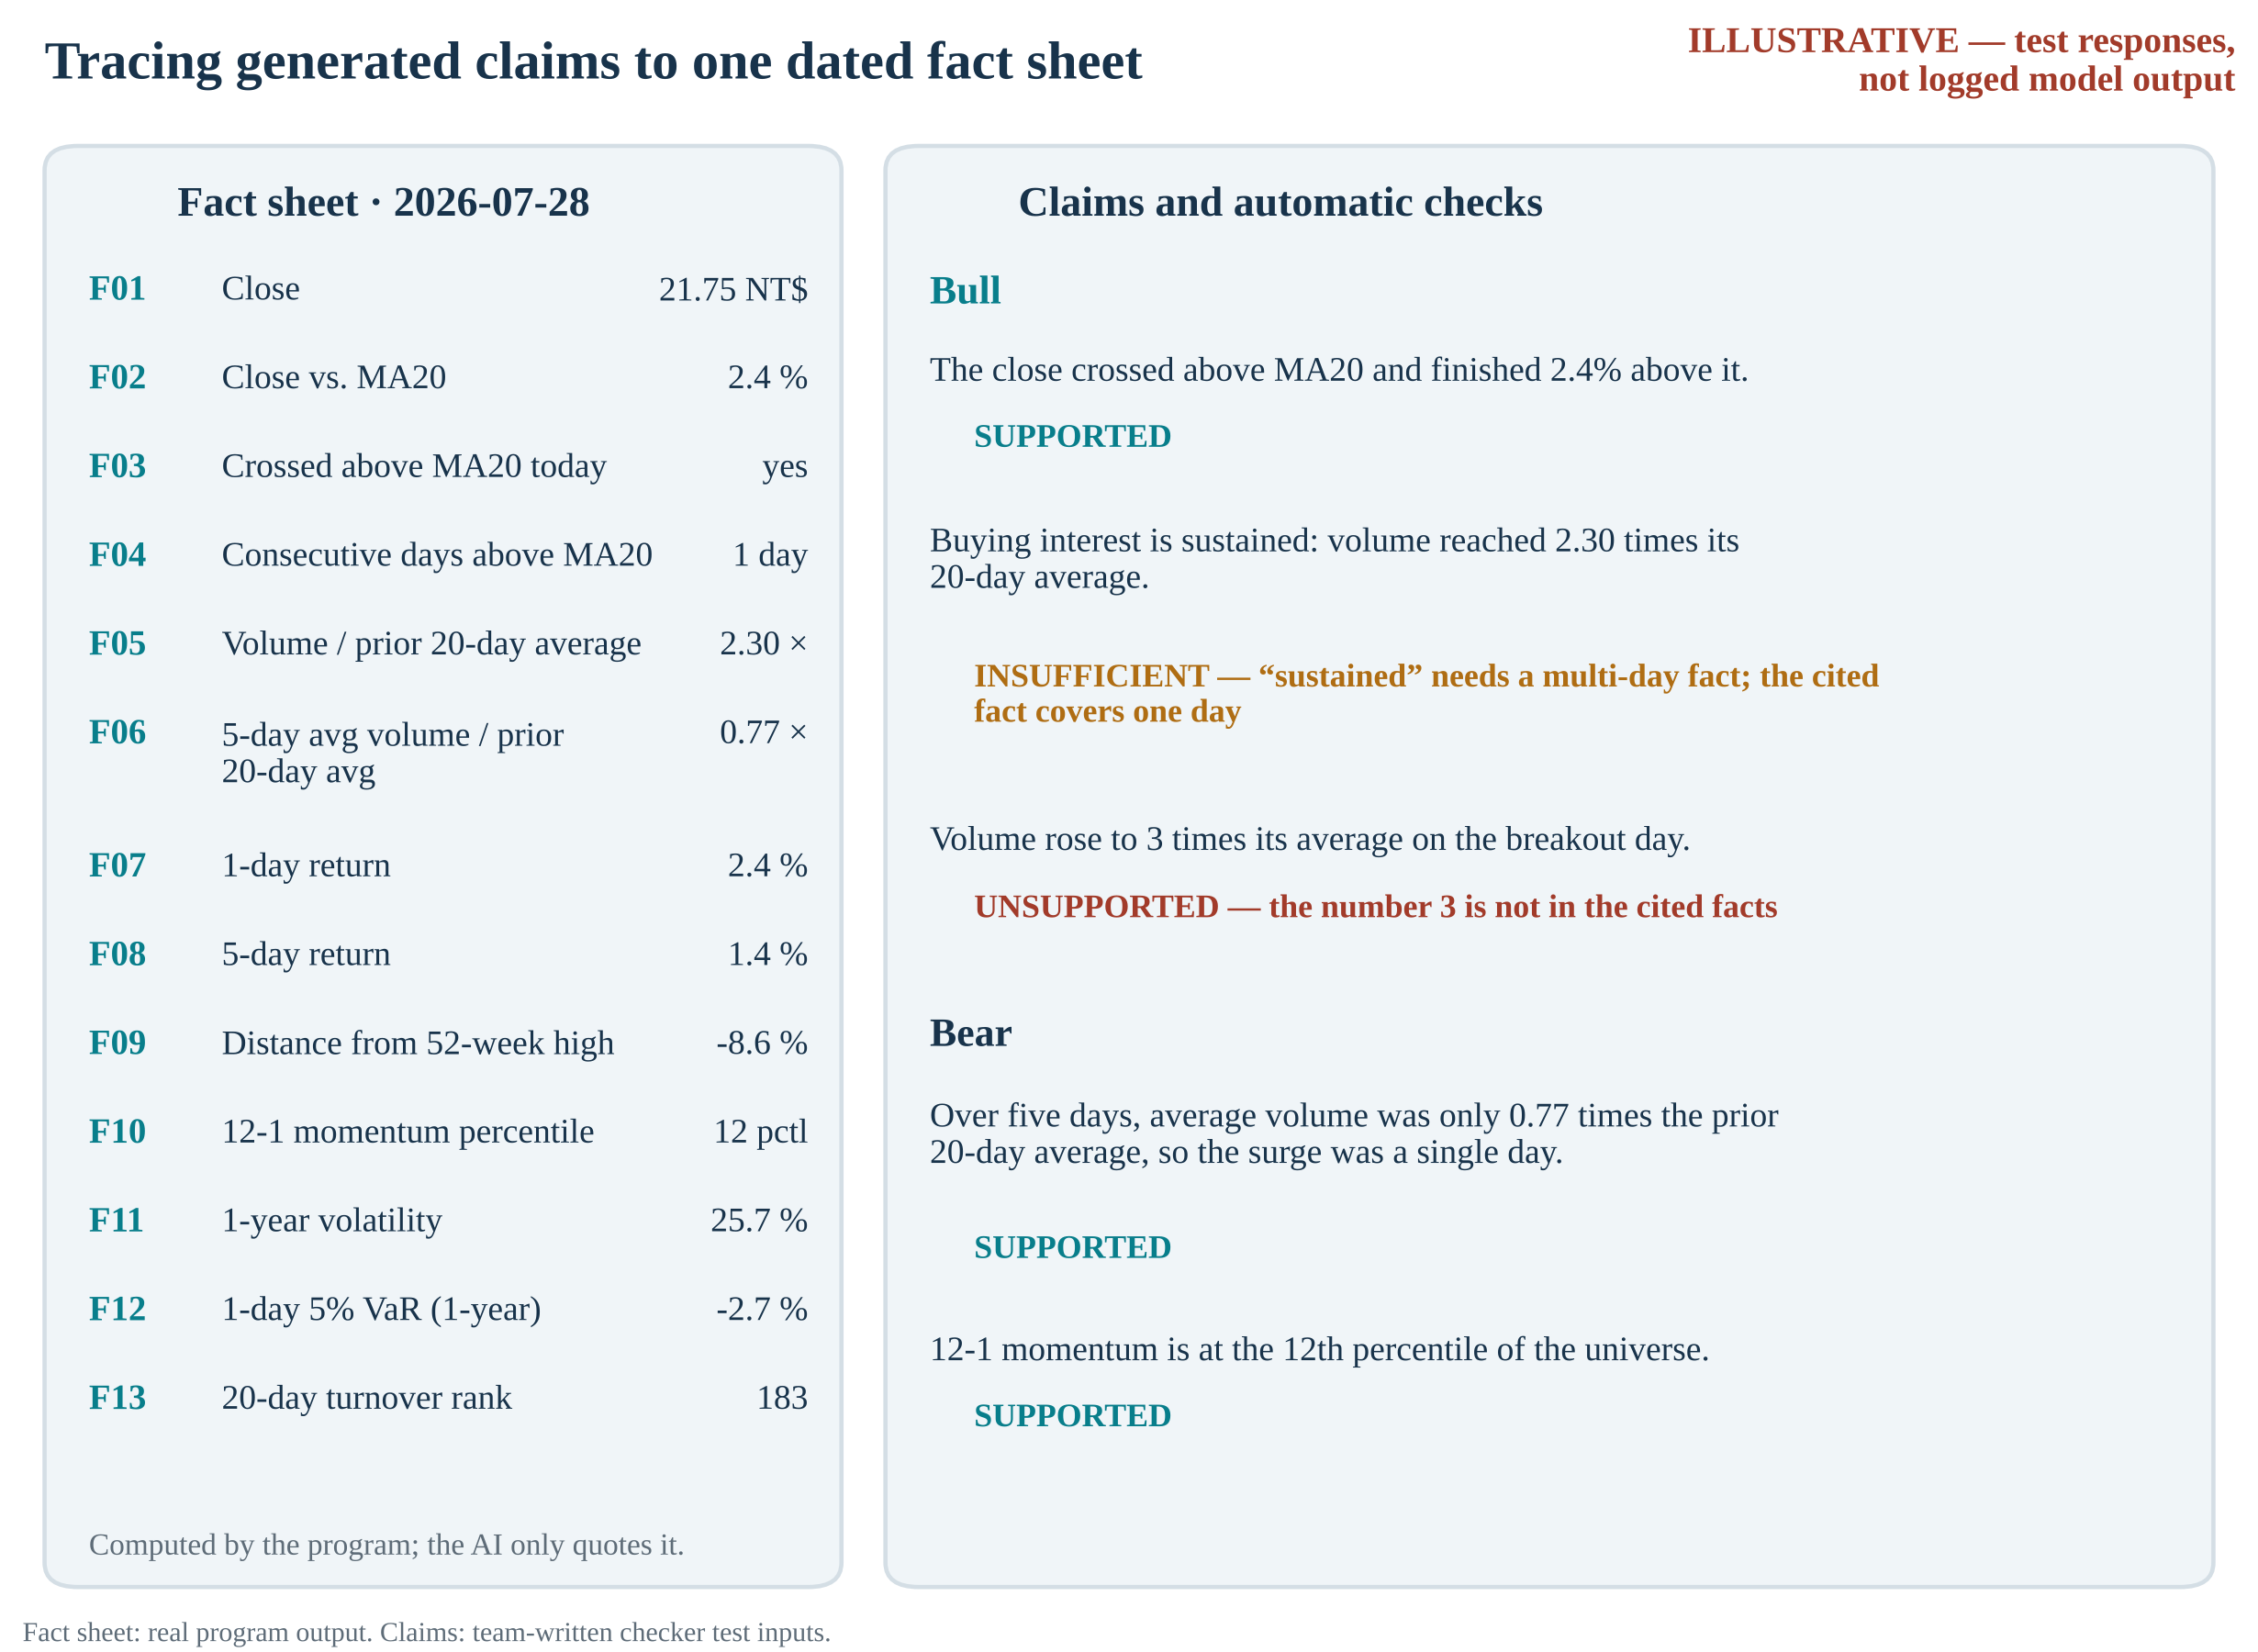 Tracing generated claims to one dated fact sheet
ILLUSTRATIVE — test responses,
not logged model output
Fact sheet · 2026-07-28
F01 Close 21.75 NT$
F02 Close vs. MA20 2.4 %
F03 Crossed above MA20 today yes
F04 Consecutive days above MA20 1 day
F05 Volume / prior 20-day average 2.30 ×
F06 5-day avg volume / prior 0.77 ×
20-day avg
F07 1-day return 2.4 %
F08 5-day return 1.4 %
F09 Distance from 52-week high -8.6 %
F10 12-1 momentum percentile 12 pctl
F11 1-year volatility 25.7 %
F12 1-day 5% VaR (1-year) -2.7 %
F13 20-day turnover rank 183
Computed by the program; the AI only quotes it.
Claims and automatic checks
Bull
The close crossed above MA20 and finished 2.4% above it.
SUPPORTED
Buying interest is sustained: volume reached 2.30 times its
20-day average.
INSUFFICIENT — “sustained” needs a multi-day fact; the cited
fact covers one day
Volume rose to 3 times its average on the breakout day.
UNSUPPORTED — the number 3 is not in the cited facts
Bear
Over five days, average volume was only 0.77 times the prior
20-day average, so the surge was a single day.
SUPPORTED
12-1 momentum is at the 12th percentile of the universe.
SUPPORTED
Fact sheet: real program output. Claims: team-written checker test inputs.